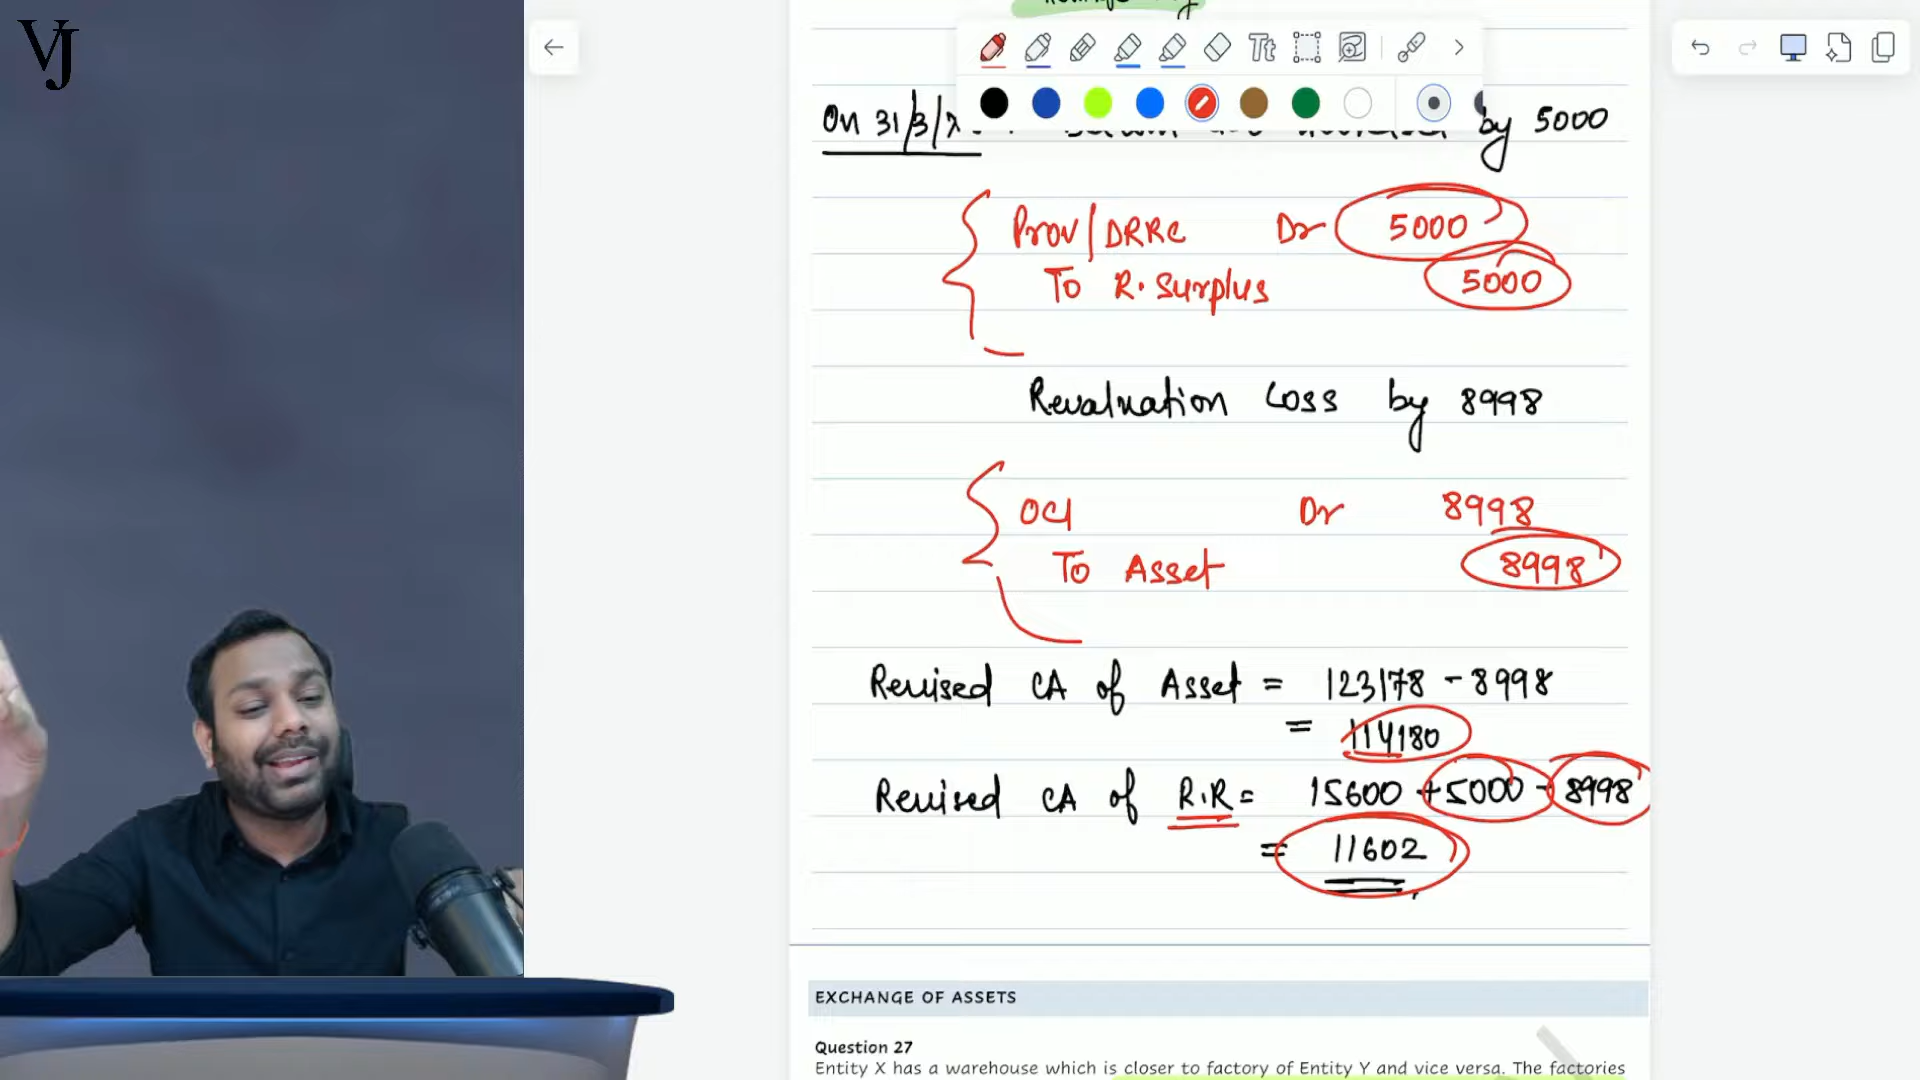 VJ
Tt
On 31/3/x by 5000
Prov/DRRC Dr 5000
To R. Surplus 5000
Revaluation Loss by 8998
OCI Dr 8998
To Asset 8998
Revised CA of Asset = 123178 - 8998
= 114180
Revised CA of R.R = 15600 + 5000 - 8998
= 11602
EXCHANGE OF ASSETS
Question 27
Entity X has a warehouse which is closer to factory of Entity Y and vice versa. The factories